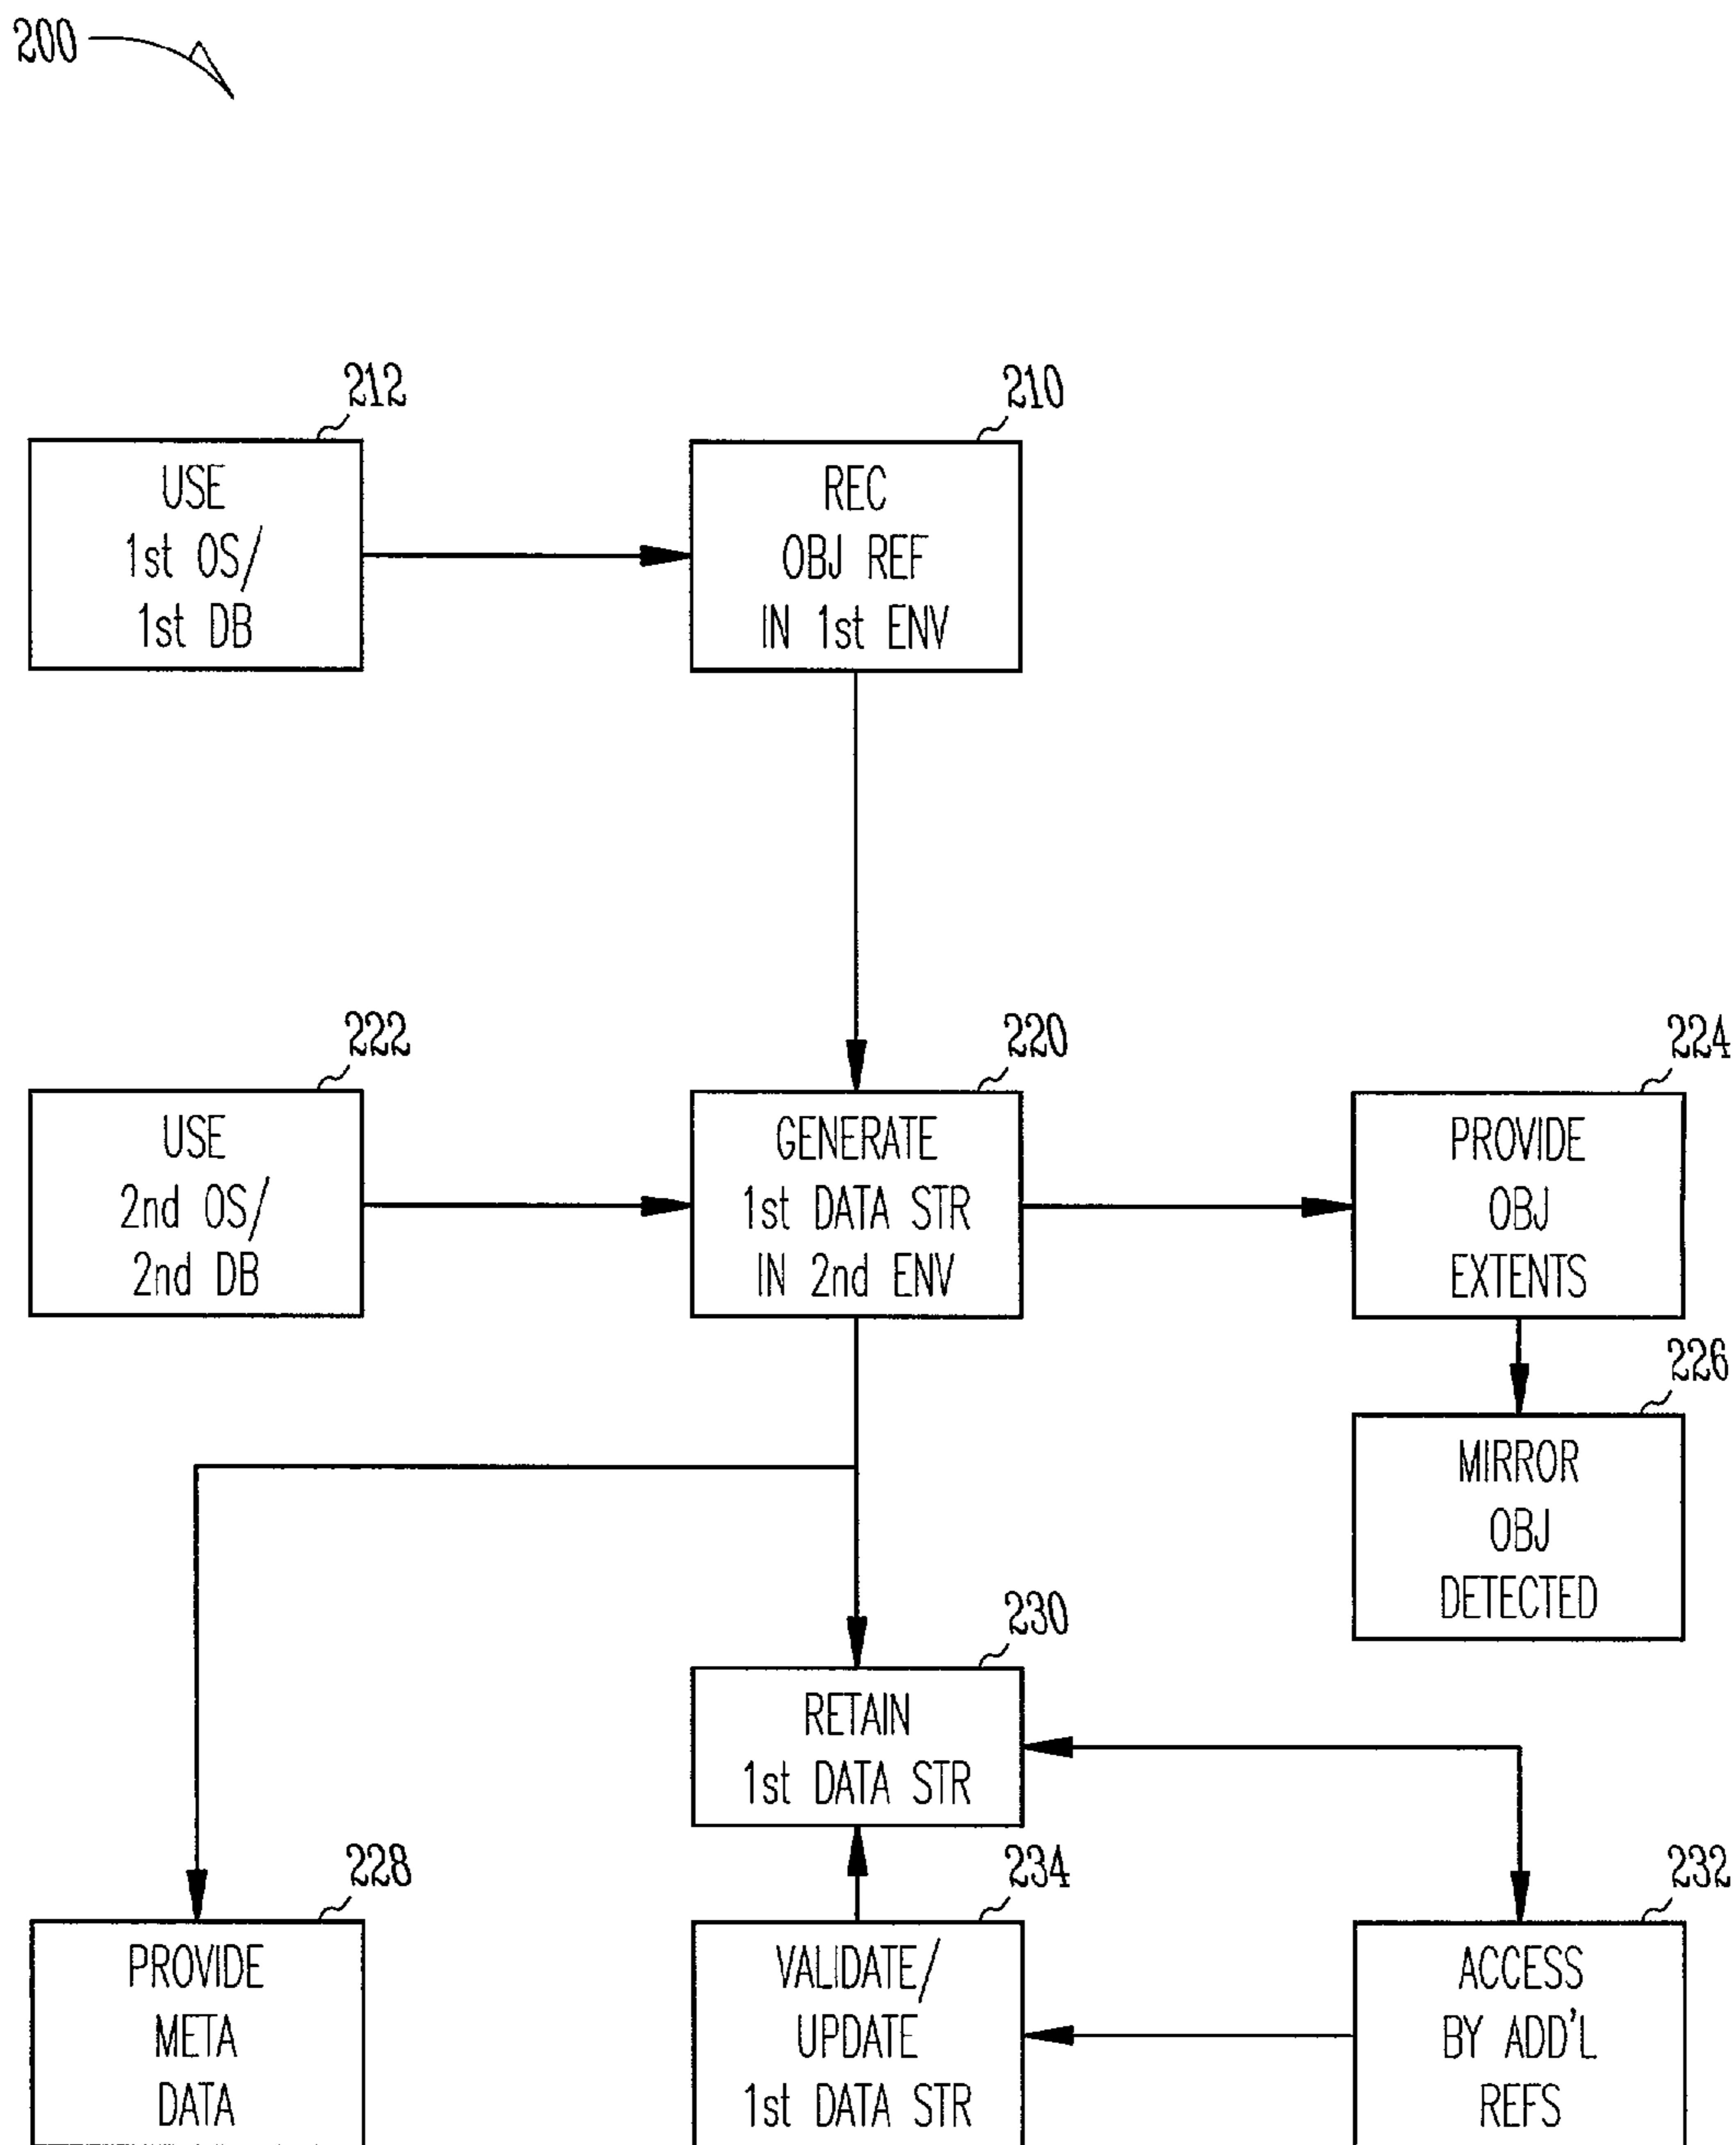 200
212
USE
1st OS/
1st DB
210
REC
OBJ REF
IN 1st ENV
222
USE
2nd OS/
2nd DB
220
GENERATE
1st DATA STR
IN 2nd ENV
224
PROVIDE
OBJ
EXTENTS
226
MIRROR
OBJ
DETECTED
230
RETAIN
1st DATA STR
228
PROVIDE
META
DATA
234
VALIDATE/
UPDATE
1st DATA STR
232
ACCESS
BY ADD'L
REFS